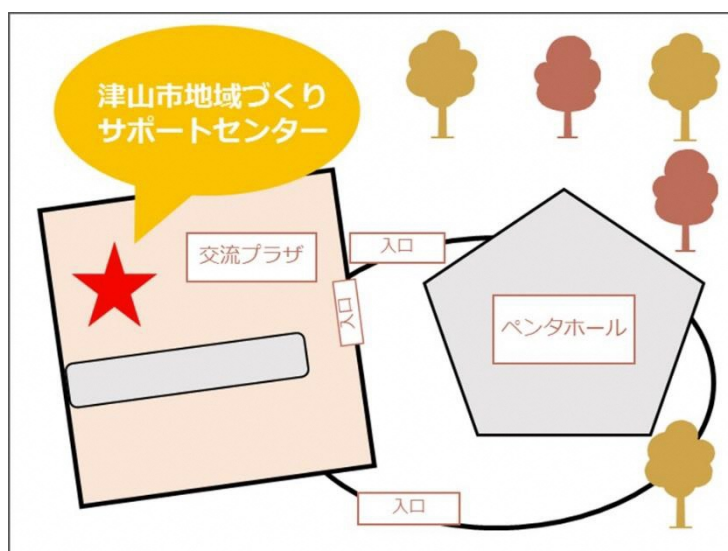 津山市地域づくり
サポートセンター
交流プラザ
入口
入口
ペンタホール
入口